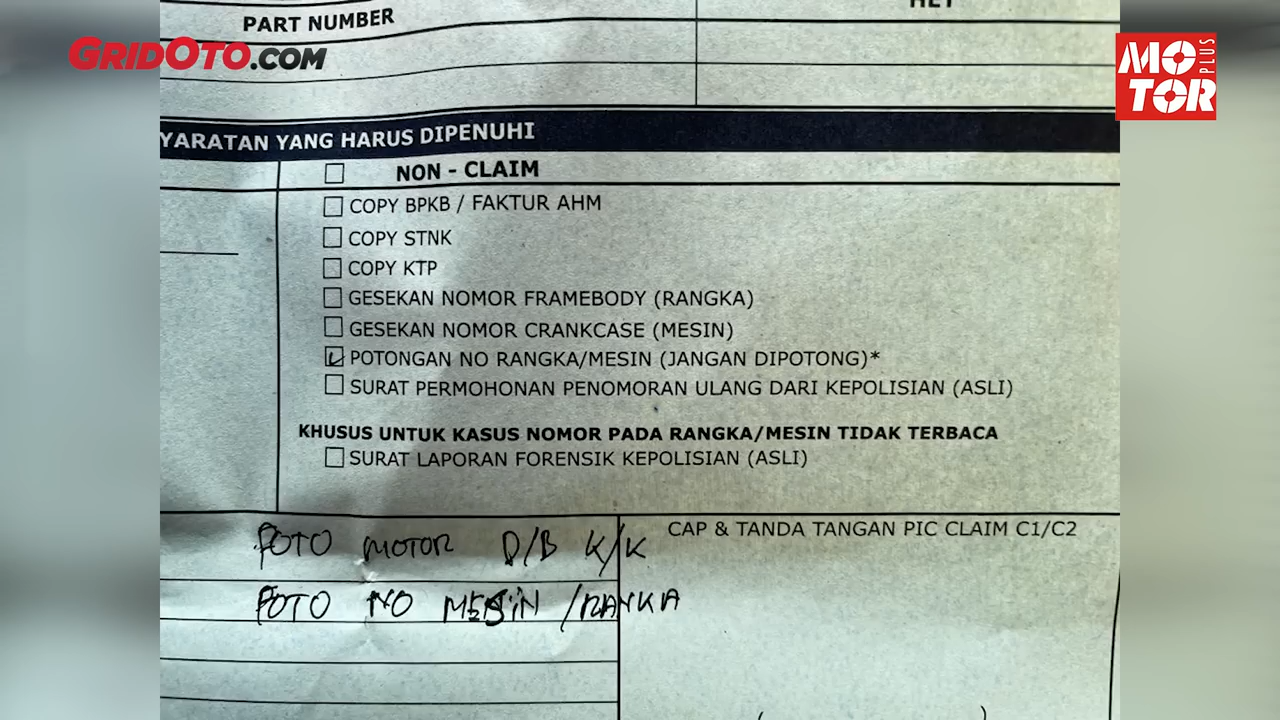 HET
PART NUMBER
GRIDOTO.COM
MOTOR PLUS
YARATAN YANG HARUS DIPENUHI
NON - CLAIM
COPY BPKB / FAKTUR AHM
COPY STNK
COPY KTP
GESEKAN NOMOR FRAMEBODY (RANGKA)
GESEKAN NOMOR CRANKCASE (MESIN)
POTONGAN NO RANGKA/MESIN (JANGAN DIPOTONG)*
SURAT PERMOHONAN PENOMORAN ULANG DARI KEPOLISIAN (ASLI)
KHUSUS UNTUK KASUS NOMOR PADA RANGKA/MESIN TIDAK TERBACA
SURAT LAPORAN FORENSIK KEPOLISIAN (ASLI)
CAP & TANDA TANGAN PIC CLAIM C1/C2
FOTO MOTOR D/B K/K
FOTO NO MESIN /RANKA